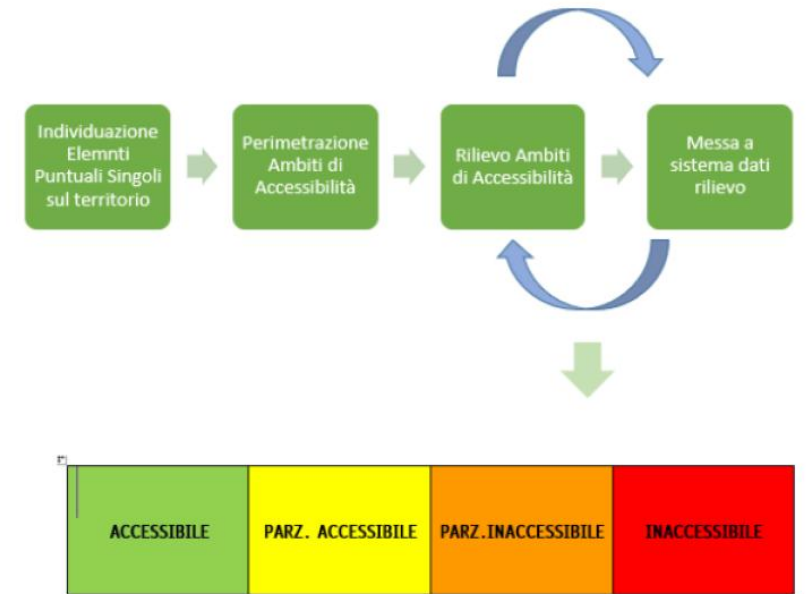 Individuazione
Elemnti
Puntuali Singoli
sul territorio
Perimetrazione
Ambiti di
Accessibilità
Rilievo Ambiti
di Accessibilità
Messa a
sistema dati
rilievo
ACCESSIBILE
PARZ. ACCESSIBILE
PARZ.INACCESSIBILE
INACCESSIBILE